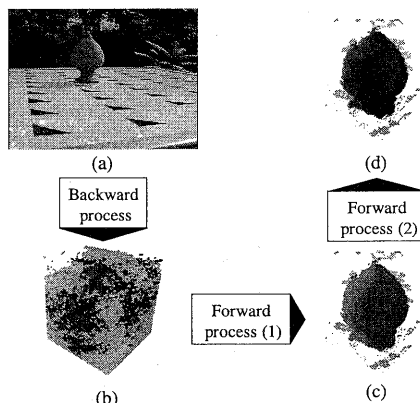 (a)
(d)
Backward
process
Forward
process (2)
Forward
process (1)
(b)
(c)